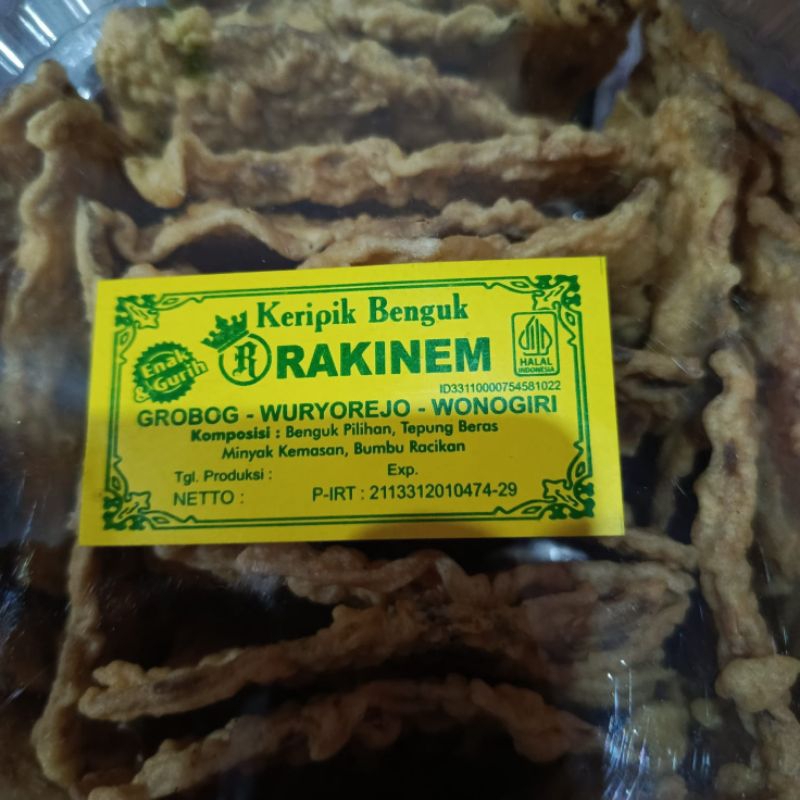 Keripik Benguk
R RAKINEM
Enak
& Gurih
HALAL
INDONESIA
ID33110000754581022
GROBOG - WURYOREJO - WONOGIRI
Komposisi : Benguk Pilihan, Tepung Beras
Minyak Kemasan, Bumbu Racikan
Tgl. Produksi : Exp.
NETTO : P-IRT : 2113312010474-29